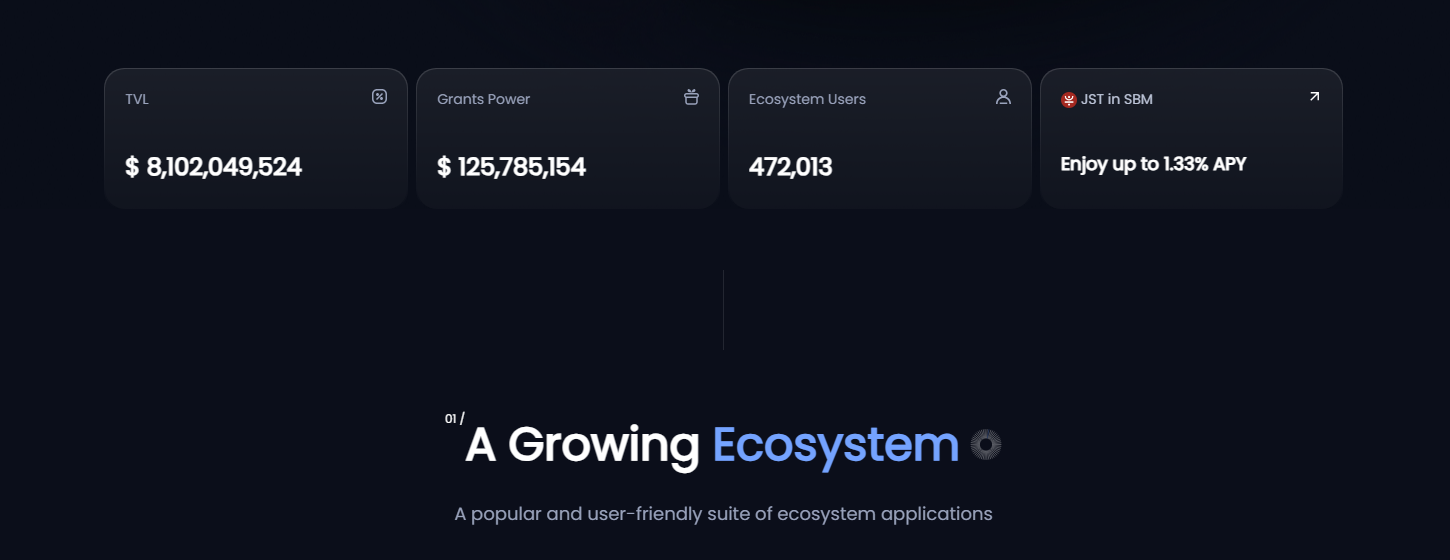 TVL
$ 8,102,049,524
Grants Power
$ 125,785,154
Ecosystem Users
472,013
JST in SBM
Enjoy up to 1.33% APY
01 /
A Growing Ecosystem
A popular and user-friendly suite of ecosystem applications